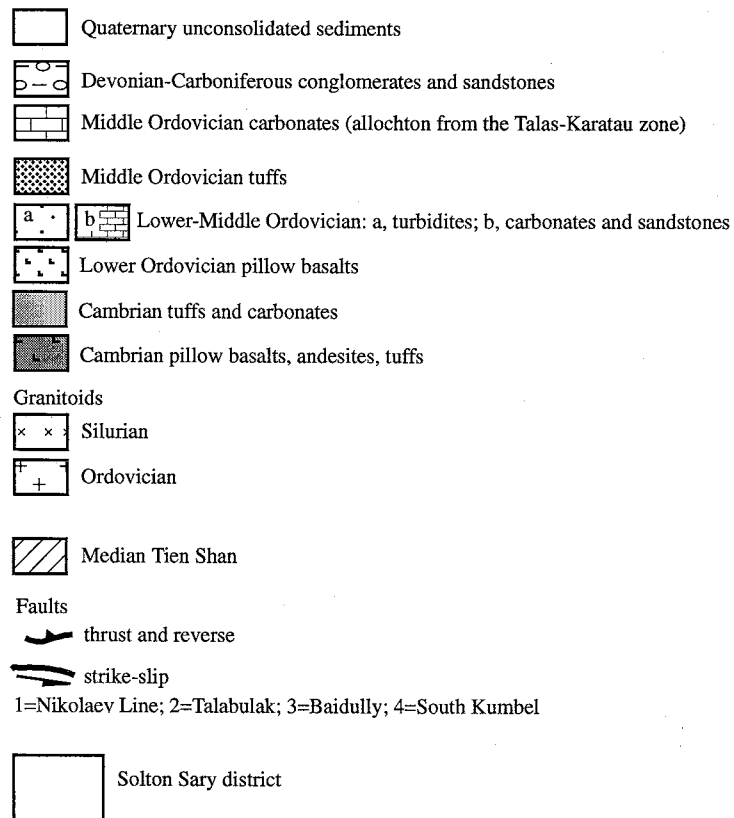 Quaternary unconsolidated sediments
Devonian-Carboniferous conglomerates and sandstones
Middle Ordovician carbonates (allochton from the Talas-Karatau zone)
Middle Ordovician tuffs
a b Lower-Middle Ordovician: a, turbidites; b, carbonates and sandstones
Lower Ordovician pillow basalts
Cambrian tuffs and carbonates
Cambrian pillow basalts, andesites, tuffs
Granitoids
Silurian
Ordovician
Median Tien Shan
Faults
thrust and reverse
strike-slip
1=Nikolaev Line; 2=Talabulak; 3=Baidully; 4=South Kumbel
Solton Sary district